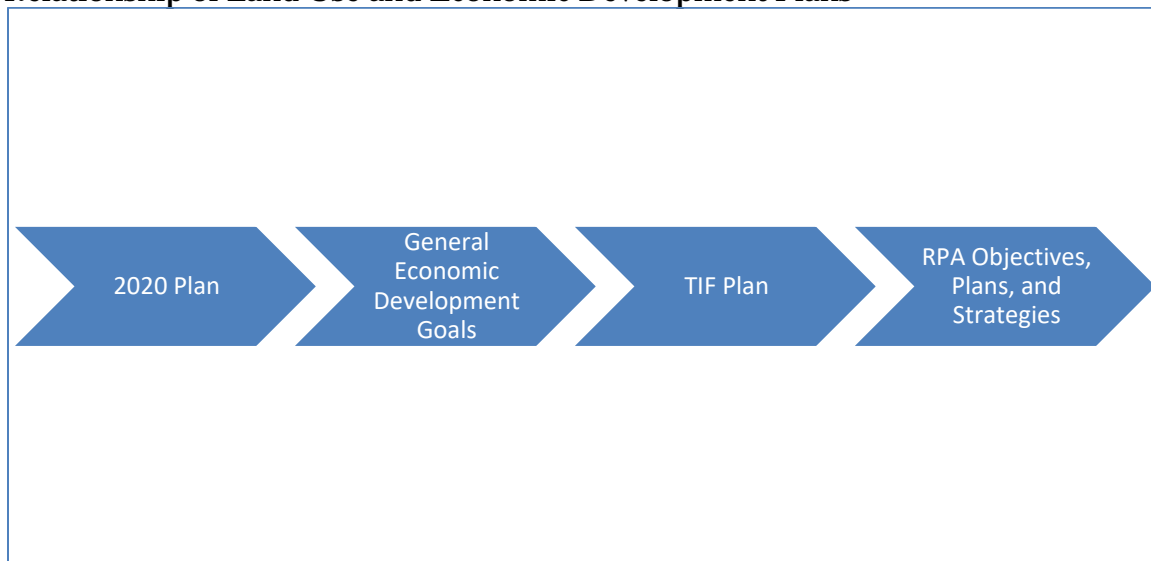 Relationship of Land Use and Economic Development Plans
2020 Plan
General
Economic
Development
Goals
TIF Plan
RPA Objectives,
Plans, and
Strategies